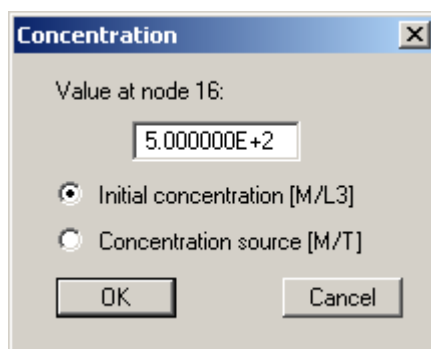 Concentration
Value at node 16:
5.000000E+2
Initial concentration [M/L3]
Concentration source [M/T]
OK Cancel